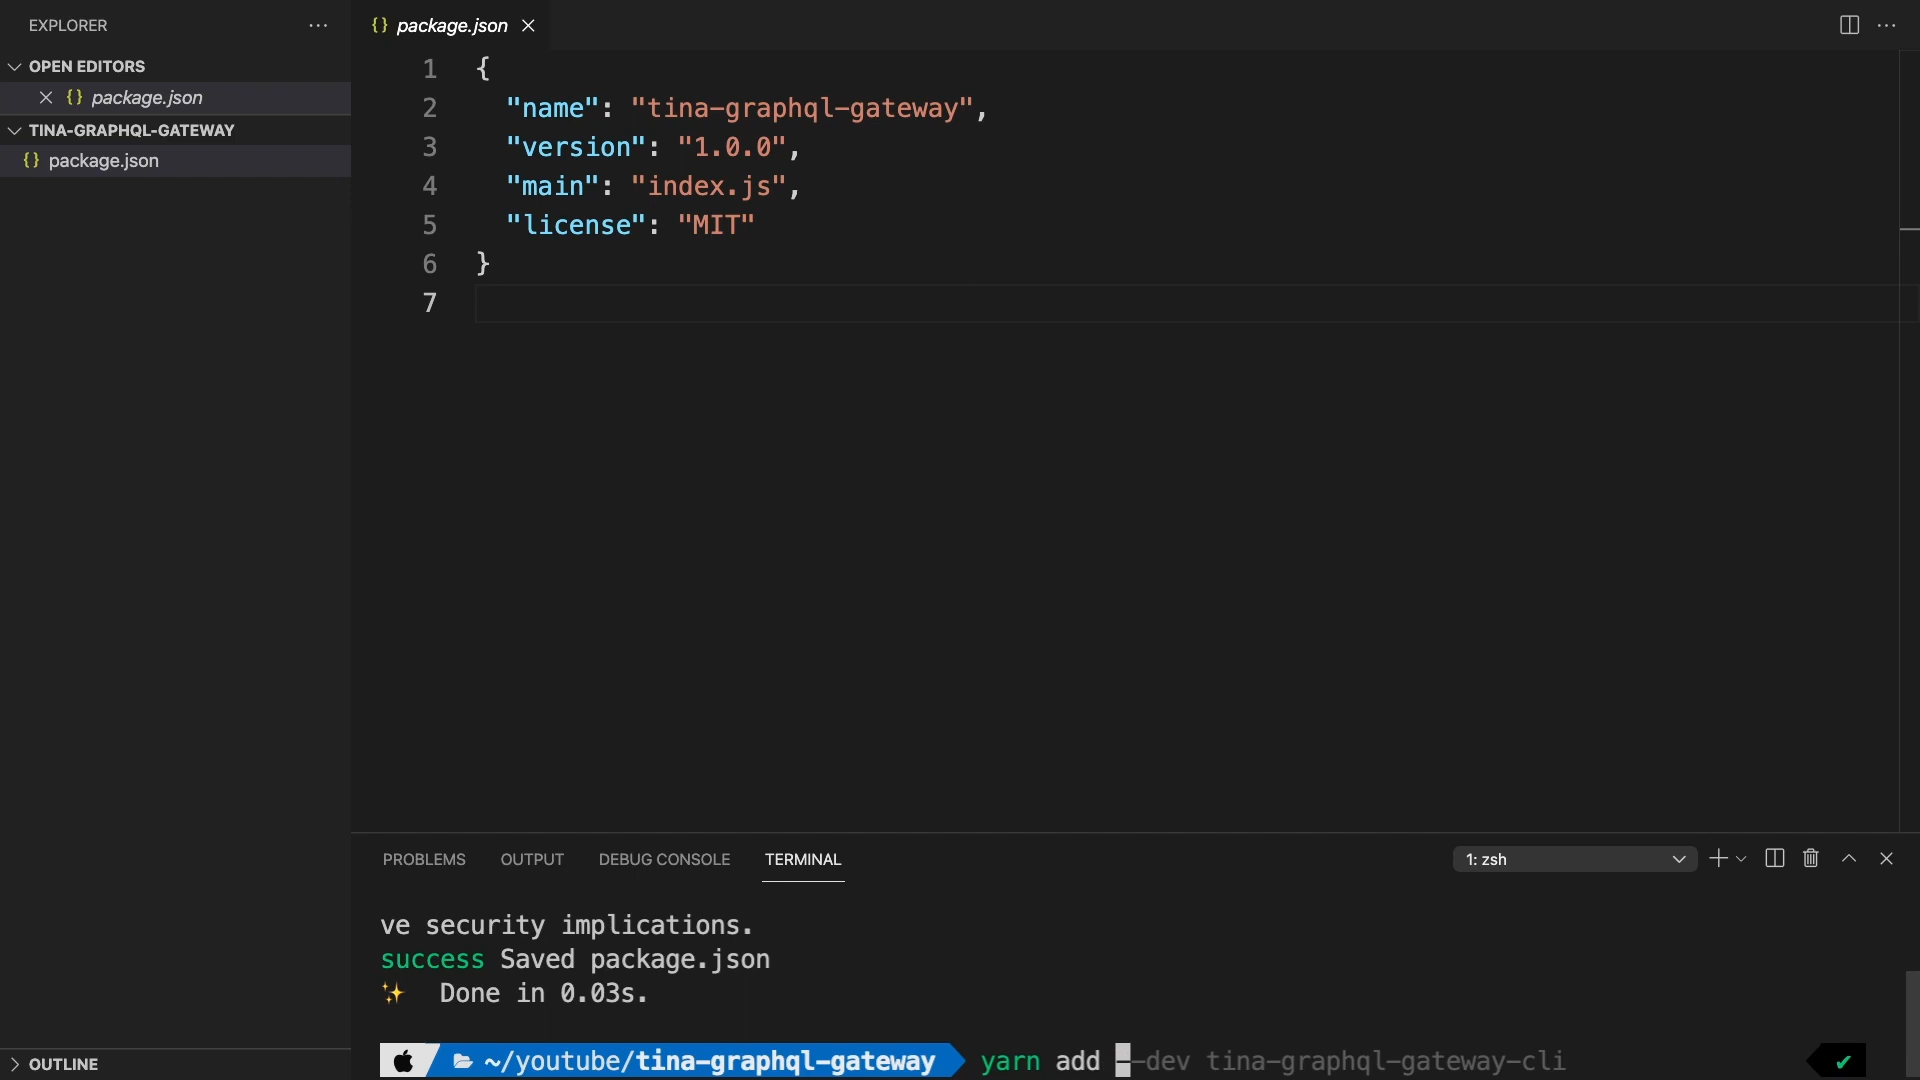 EXPLORER
OPEN EDITORS
{} package.json
TINA-GRAPHQL-GATEWAY
{} package.json
OUTLINE
{} package.json
1 {
2 "name": "tina-graphql-gateway",
3 "version": "1.0.0",
4 "main": "index.js",
5 "license": "MIT"
6 }
7
PROBLEMS OUTPUT DEBUG CONSOLE TERMINAL 1: zsh
ve security implications.
success Saved package.json
✨ Done in 0.03s.
~/youtube/tina-graphql-gateway yarn add --dev tina-graphql-gateway-cli ✔